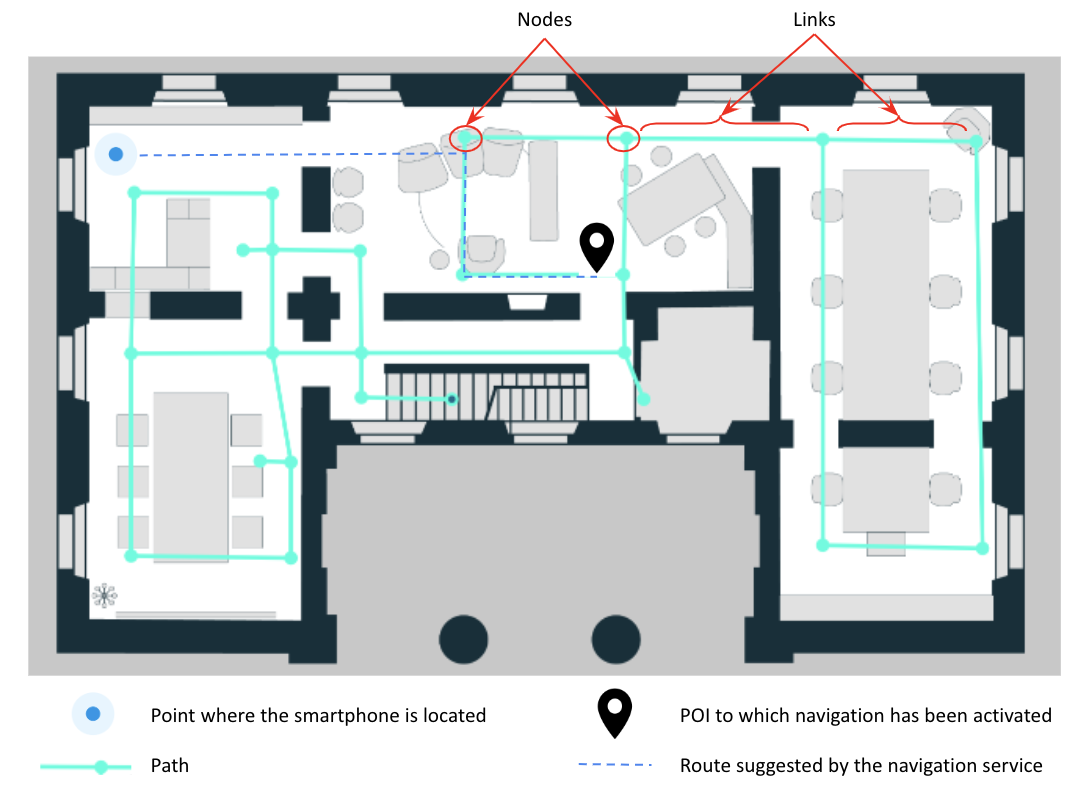 Nodes
Links
Point where the smartphone is located
POI to which navigation has been activated
Path
Route suggested by the navigation service